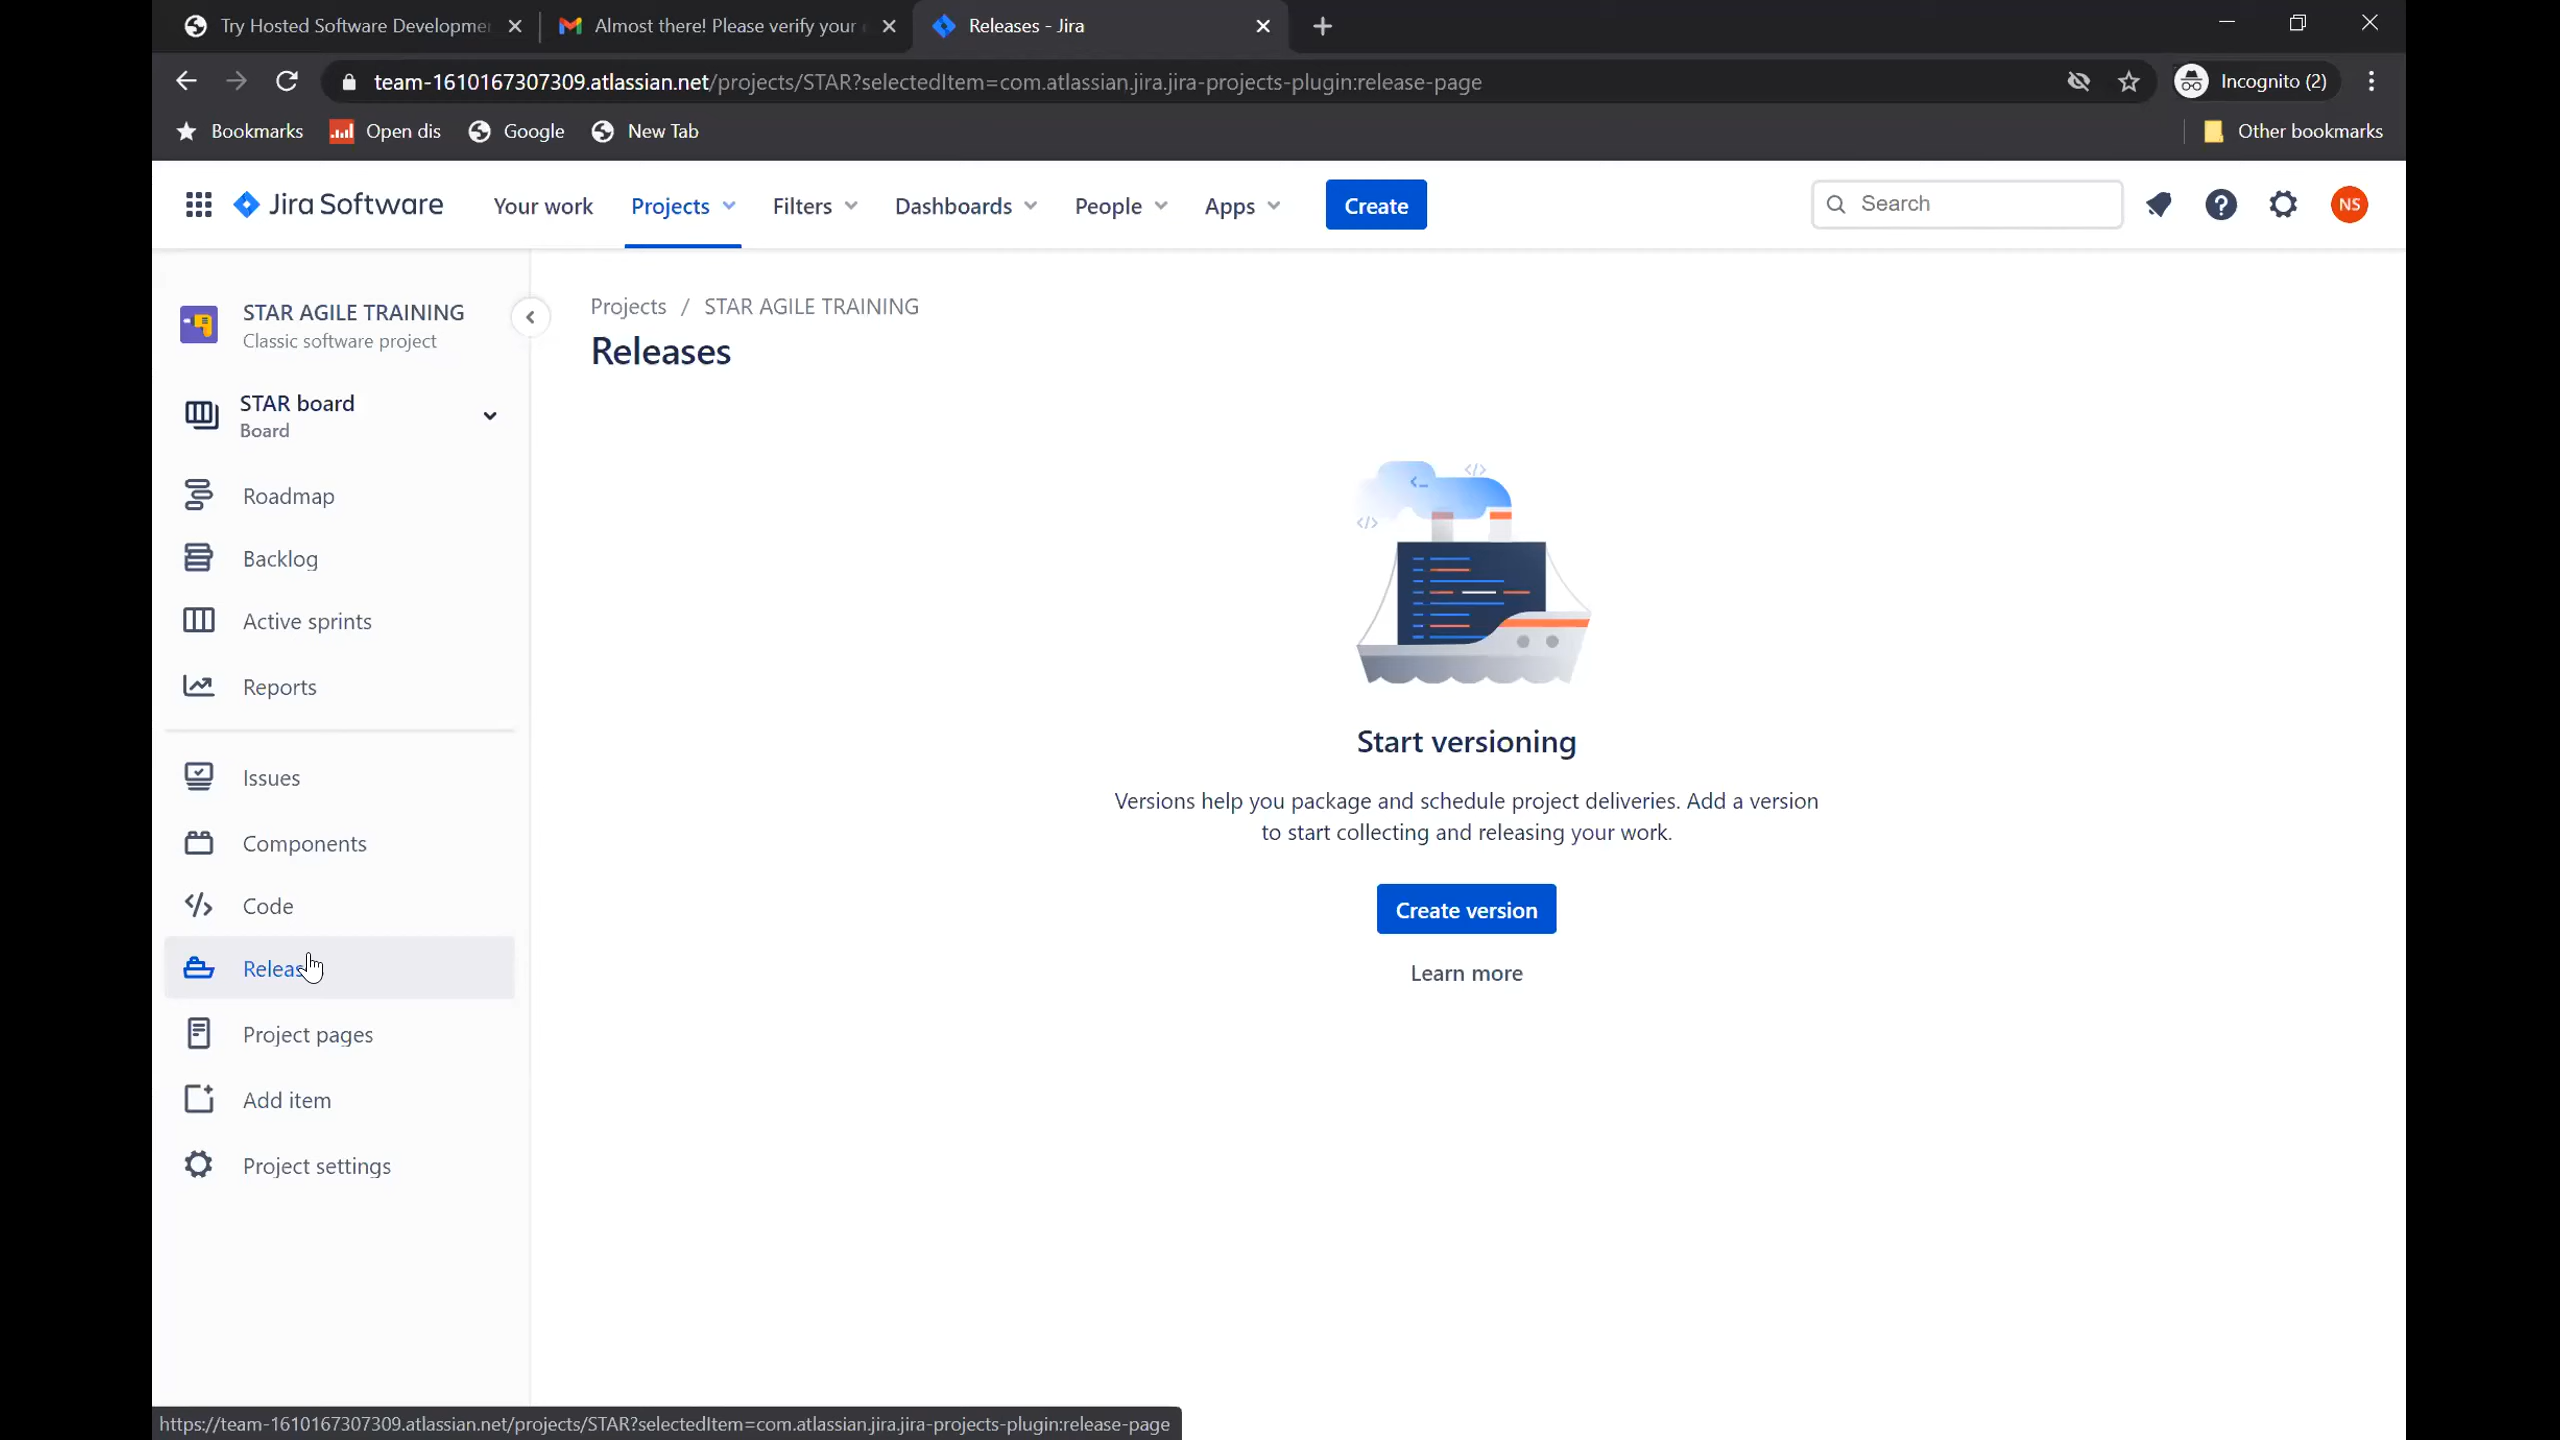 Try Hosted Software Developme
Almost there! Please verify your
Releases - Jira
team-1610167307309.atlassian.net/projects/STAR?selectedItem=com.atlassian.jira.jira-projects-plugin:release-page
Incognito (2)
Bookmarks
Open dis
Google
New Tab
Other bookmarks
Jira Software
Your work
Projects
Filters
Dashboards
People
Apps
Create
Search
NS
STAR AGILE TRAINING
Classic software project
STAR board
Board
Roadmap
Backlog
Active sprints
Reports
Issues
Components
Code
Releas
Project pages
Add item
Project settings
Projects / STAR AGILE TRAINING
Releases
Start versioning
Versions help you package and schedule project deliveries. Add a version
to start collecting and releasing your work.
Create version
Learn more
https://team-1610167307309.atlassian.net/projects/STAR?selectedItem=com.atlassian.jira.jira-projects-plugin:release-page